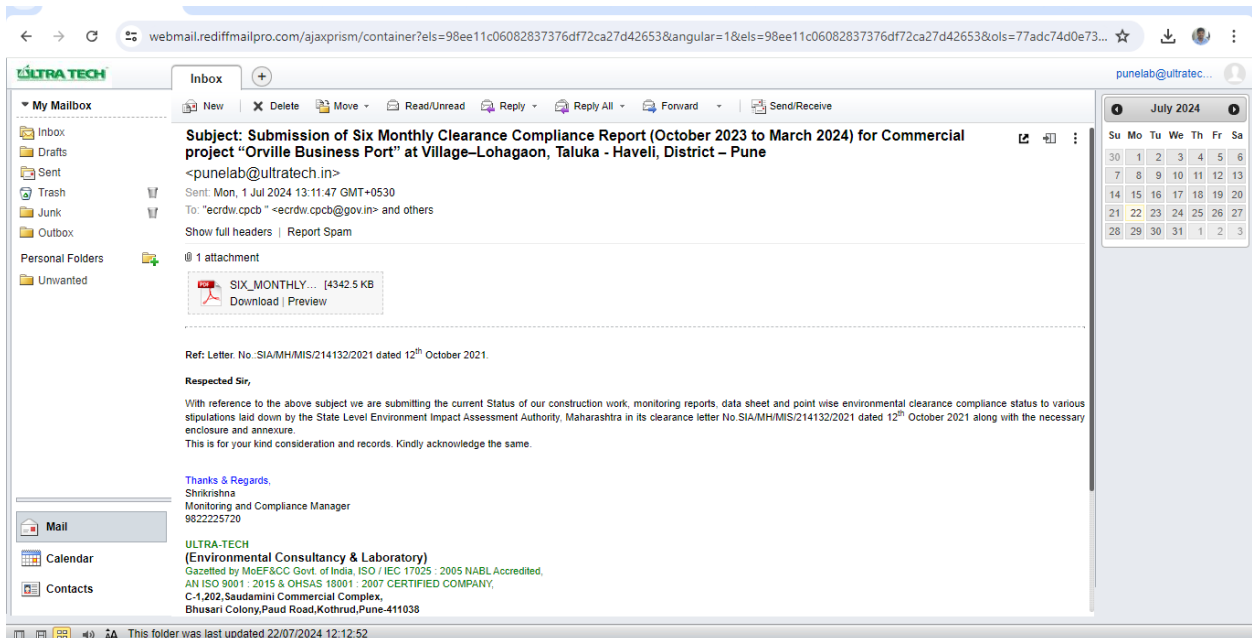 webmail.rediffmailpro.com/ajaxprism/container?els=98ee11c06082837376df72ca27d42653&angular=1&els=98ee11c06082837376df72ca27d42653&ols=77adc74d0e73...
ULTRA TECH
Inbox
punelab@ultratec...
My Mailbox
Inbox
Drafts
Sent
Trash
Junk
Outbox
Personal Folders
Unwanted
Mail
Calendar
Contacts
New Delete Move Read/Unread Reply Reply All Forward Send/Receive
Subject: Submission of Six Monthly Clearance Compliance Report (October 2023 to March 2024) for Commercial
project “Orville Business Port” at Village–Lohagaon, Taluka - Haveli, District – Pune
<punelab@ultratech.in>
Sent: Mon, 1 Jul 2024 13:11:47 GMT+0530
To: "ecrdw.cpcb " <ecrdw.cpcb@gov.in> and others
Show full headers | Report Spam
1 attachment
PDF
SIX_MONTHLY... [4342.5 KB
Download | Preview
Ref: Letter. No.:SIA/MH/MIS/214132/2021 dated 12th October 2021.
Respected Sir,
With reference to the above subject we are submitting the current Status of our construction work, monitoring reports, data sheet and point wise environmental clearance compliance status to various
stipulations laid down by the State Level Environment Impact Assessment Authority, Maharashtra in its clearance letter No.SIA/MH/MIS/214132/2021 dated 12th October 2021 along with the necessary
enclosure and annexure.
This is for your kind consideration and records. Kindly acknowledge the same.
Thanks & Regards,
Shrikrishna
Monitoring and Compliance Manager
9822225720
ULTRA-TECH
(Environmental Consultancy & Laboratory)
Gazetted by MoEF&CC Govt. of India, ISO / IEC 17025 : 2005 NABL Accredited,
AN ISO 9001 : 2015 & OHSAS 18001 : 2007 CERTIFIED COMPANY,
C-1,202,Saudamini Commercial Complex,
Bhusari Colony,Paud Road,Kothrud,Pune-411038
July 2024
Su Mo Tu We Th Fr Sa
30 1 2 3 4 5 6
7 8 9 10 11 12 13
14 15 16 17 18 19 20
21 22 23 24 25 26 27
28 29 30 31 1 2 3
This folder was last updated 22/07/2024 12:12:52